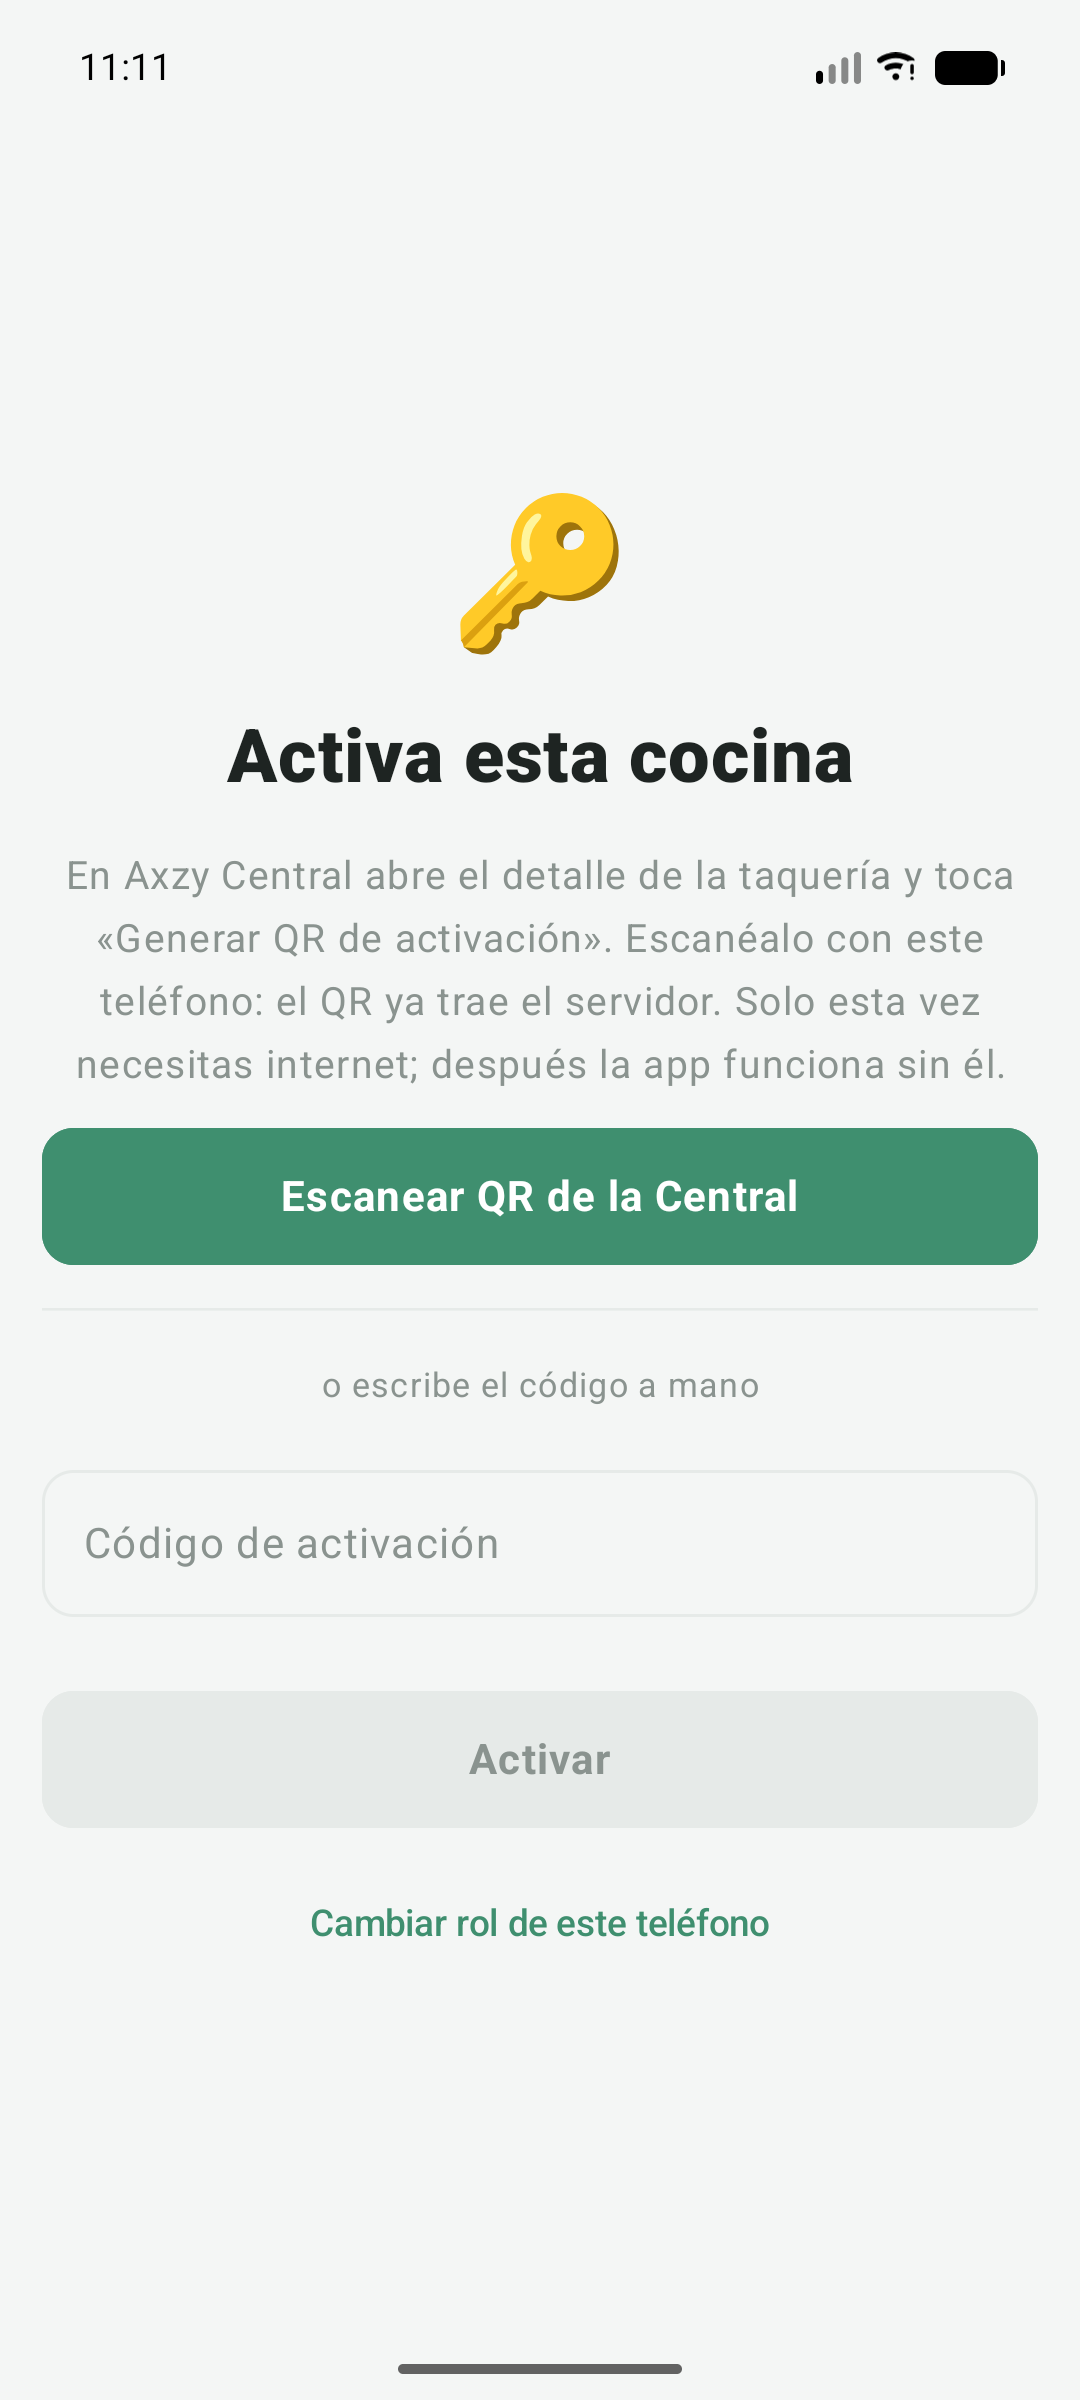 11:11
Activa esta cocina
En Axzy Central abre el detalle de la taquería y toca
«Generar QR de activación». Escanéalo con este
teléfono: el QR ya trae el servidor. Solo esta vez
necesitas internet; después la app funciona sin él.
Escanear QR de la Central
o escribe el código a mano
Código de activación
Activar
Cambiar rol de este teléfono